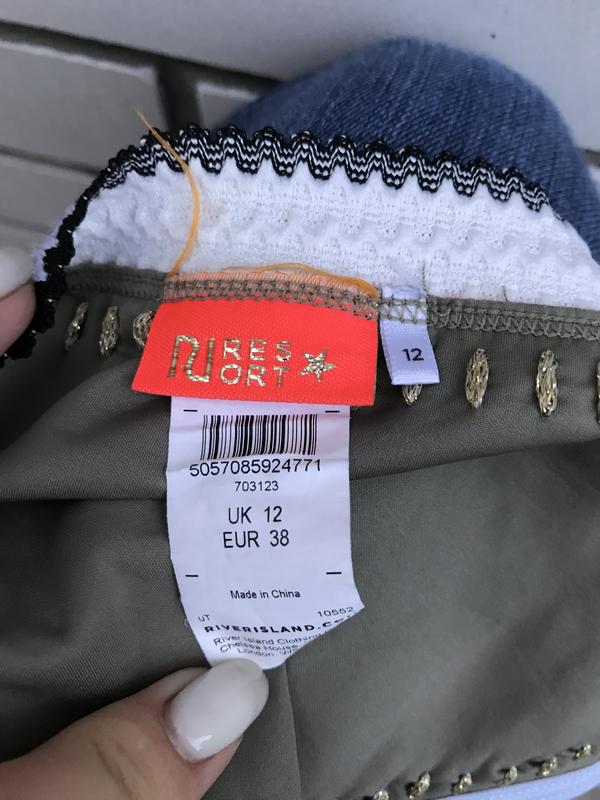 RI RES
ORT
12
5057085924771
703123
UK 12
EUR 38
Made in China
UT 10552
RIVERISLAND.CO
River Island Clothing
Chelsea House
London W